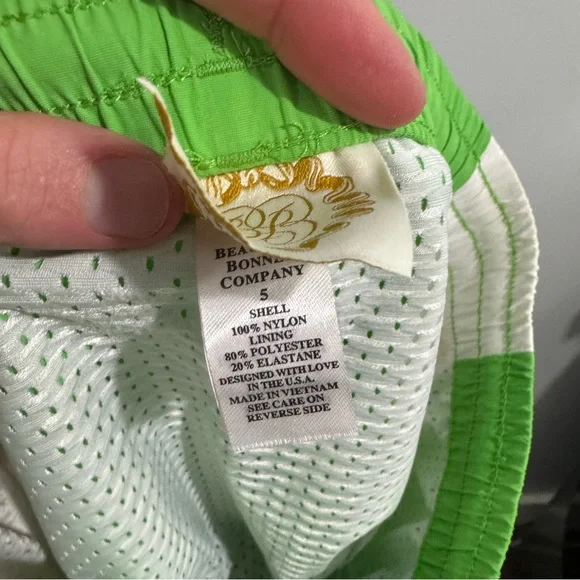 COMPANY
5
SHELL
100% NYLON
LINING
80% POLYESTER
20% ELASTANE
DESIGNED WITH LOVE
IN THE U.S.A.
MADE IN VIETNAM
SEE CARE ON
REVERSE SIDE